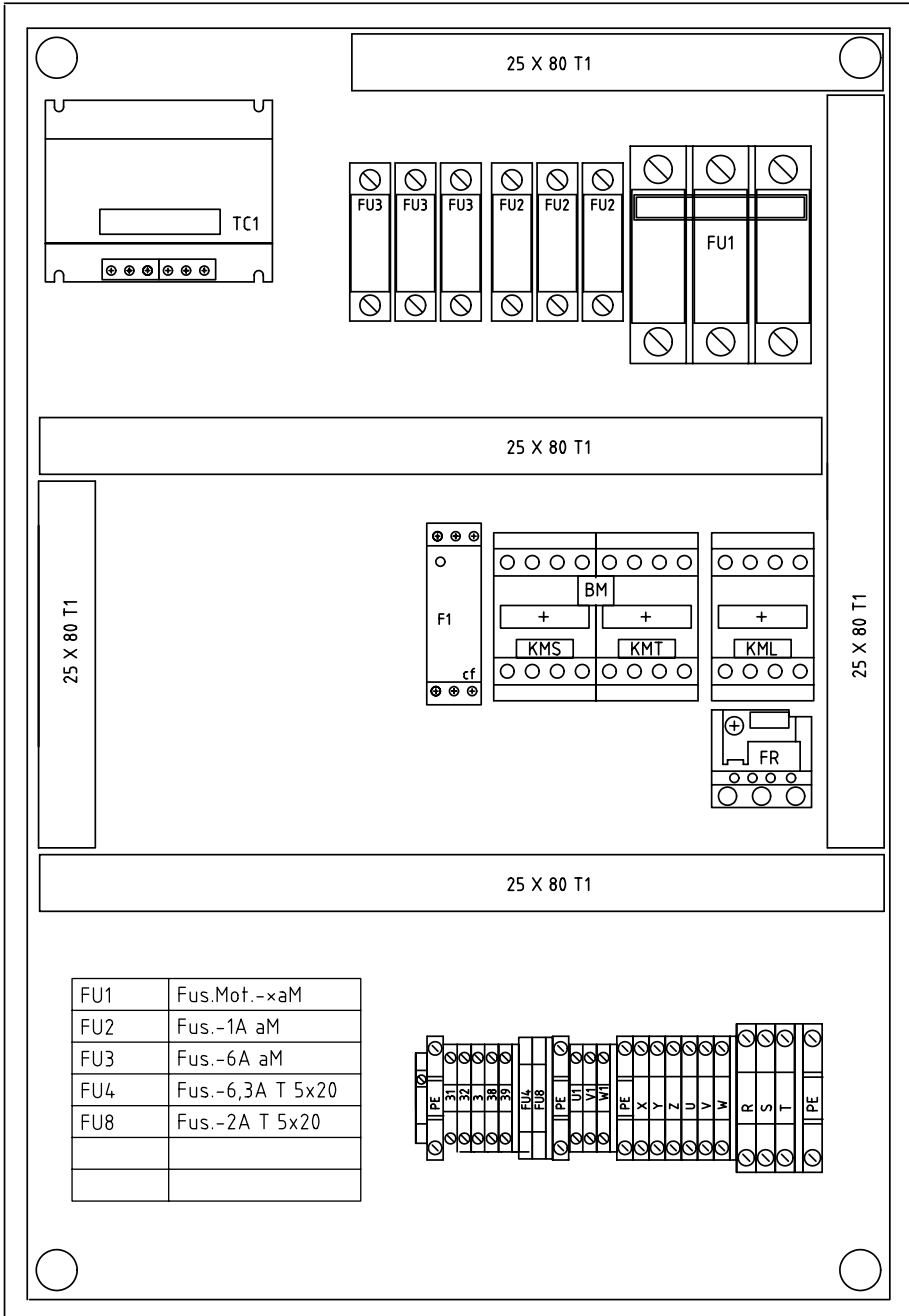 25 X 80 T1
TC1
FU3 FU3 FU3 FU2 FU2 FU2
FU1
25 X 80 T1
25 X 80 T1
25 X 80 T1
F1
cf
BM
+ + +
KMS KMT KML
FR
25 X 80 T1
FU1 Fus.Mot.-×aM
FU2 Fus.-1A aM
FU3 Fus.-6A aM
FU4 Fus.-6,3A T 5x20
FU8 Fus.-2A T 5x20
PE 31 32 3 38 39 FU4 FU8 PE U1 V1 W1 PE X Y Z U V W R S T PE